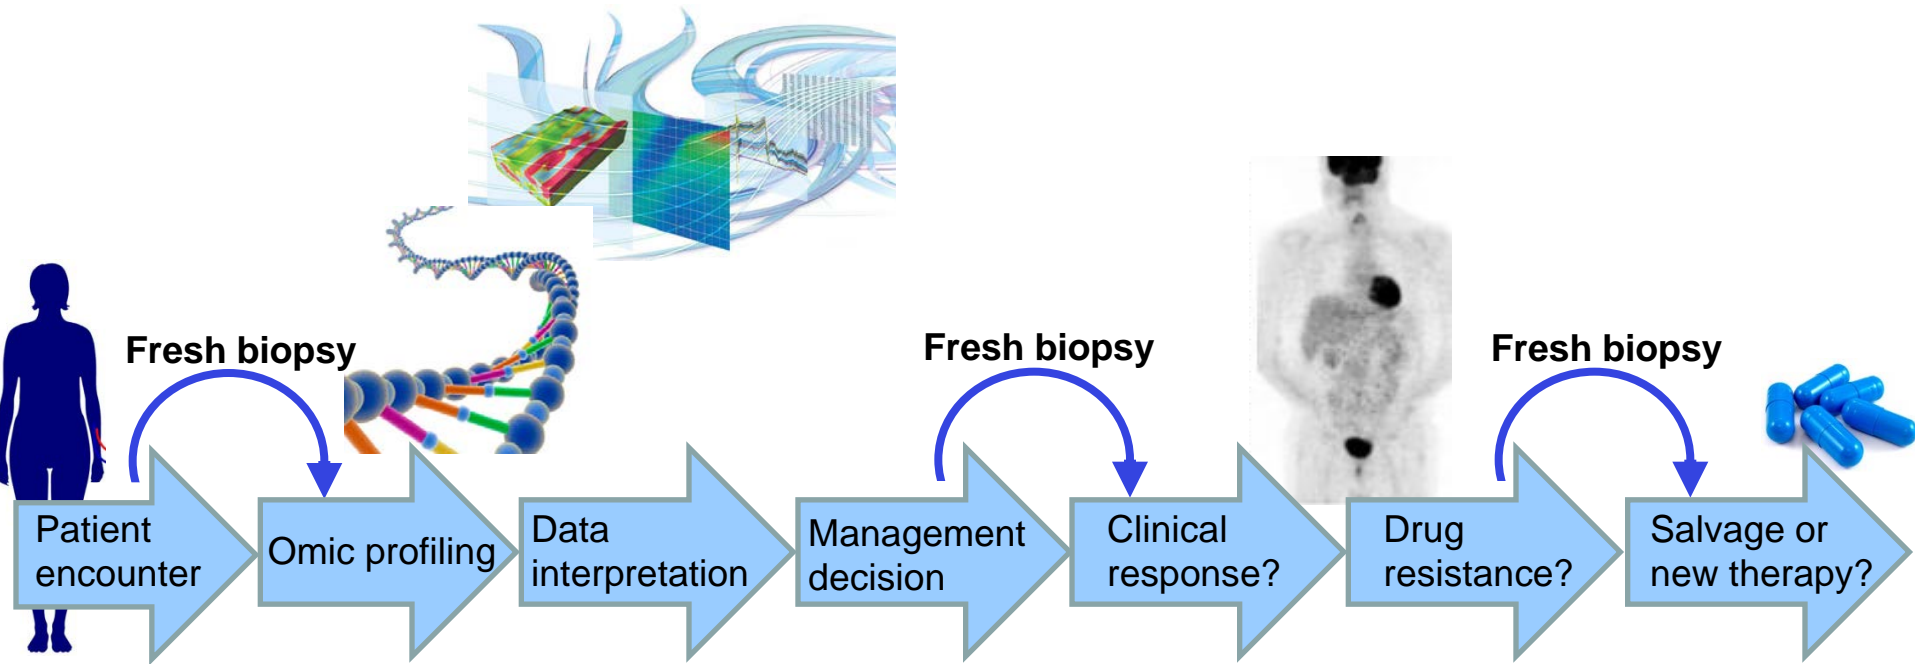 Fresh biopsy
Fresh biopsy
Fresh biopsy
Patient
encounter
Omic profiling
Data
interpretation
Management
decision
Clinical
response?
Drug
resistance?
Salvage or
new therapy?